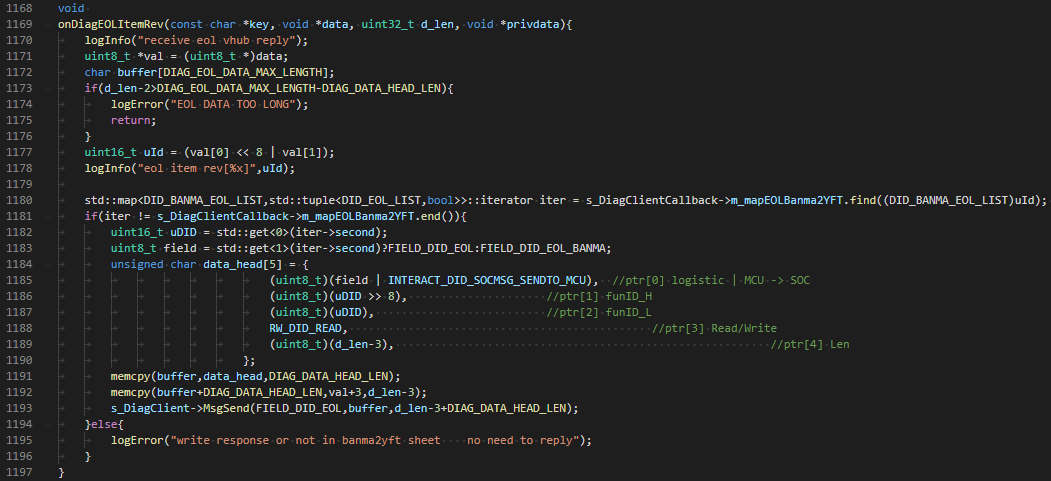 1168 void
1169 onDiagEOLItemRev(const char *key, void *data, uint32_t d_len, void *privdata){
1170 logInfo("receive eol vhub reply");
1171 uint8_t *val = (uint8_t *)data;
1172 char buffer[DIAG_EOL_DATA_MAX_LENGTH];
1173 if(d_len-2>DIAG_EOL_DATA_MAX_LENGTH-DIAG_DATA_HEAD_LEN){
1174 logError("EOL DATA TOO LONG");
1175 return;
1176 }
1177 uint16_t uId = (val[0] << 8 | val[1]);
1178 logInfo("eol item rev[%x]",uId);
1179
1180 std::map<DID_BANMA_EOL_LIST,std::tuple<DID_EOL_LIST,bool>>::iterator iter = s_DiagClientCallback->m_mapEOLBanma2YFT.find((DID_BANMA_EOL_LIST)uId);
1181 if(iter != s_DiagClientCallback->m_mapEOLBanma2YFT.end()){
1182 uint16_t uDID = std::get<0>(iter->second);
1183 uint8_t field = std::get<1>(iter->second)?FIELD_DID_EOL:FIELD_DID_EOL_BANMA;
1184 unsigned char data_head[5] = {
1185 (uint8_t)(field | INTERACT_DID_SOCMSG_SENDTO_MCU), //ptr[0] logistic | MCU -> SOC
1186 (uint8_t)(uDID >> 8), //ptr[1] funID_H
1187 (uint8_t)(uDID), //ptr[2] funID_L
1188 RW_DID_READ, //ptr[3] Read/Write
1189 (uint8_t)(d_len-3), //ptr[4] Len
1190 };
1191 memcpy(buffer,data_head,DIAG_DATA_HEAD_LEN);
1192 memcpy(buffer+DIAG_DATA_HEAD_LEN,val+3,d_len-3);
1193 s_DiagClient->MsgSend(FIELD_DID_EOL,buffer,d_len-3+DIAG_DATA_HEAD_LEN);
1194 }else{
1195 logError("write response or not in banma2yft sheet    no need to reply");
1196 }
1197 }